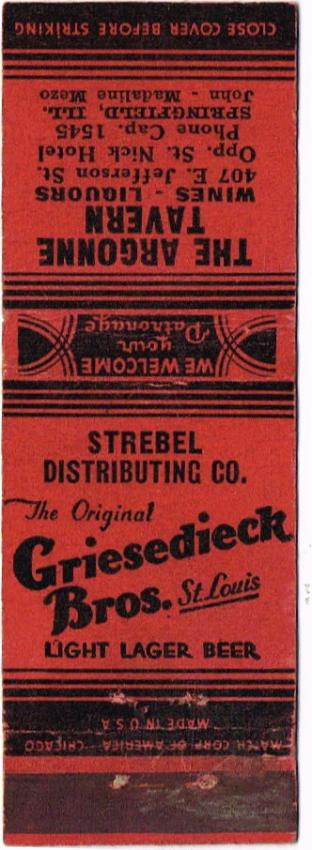 CLOSE COVER BEFORE STRIKING
THE ARGONNE
TAVERN
WINES - LIQUORS
407 E. Jefferson St.
Opp. St. Nick Hotel
Phone Cap. 1545
SPRINGFIELD, ILL.
John - Madaline Mezo
WE WELCOME
your
Patronage
STREBEL
DISTRIBUTING CO.
The Original
Griesedieck
Bros. St. Louis
LIGHT LAGER BEER
MATCH CORP. OF AMERICA - CHICAGO
MADE IN U S A